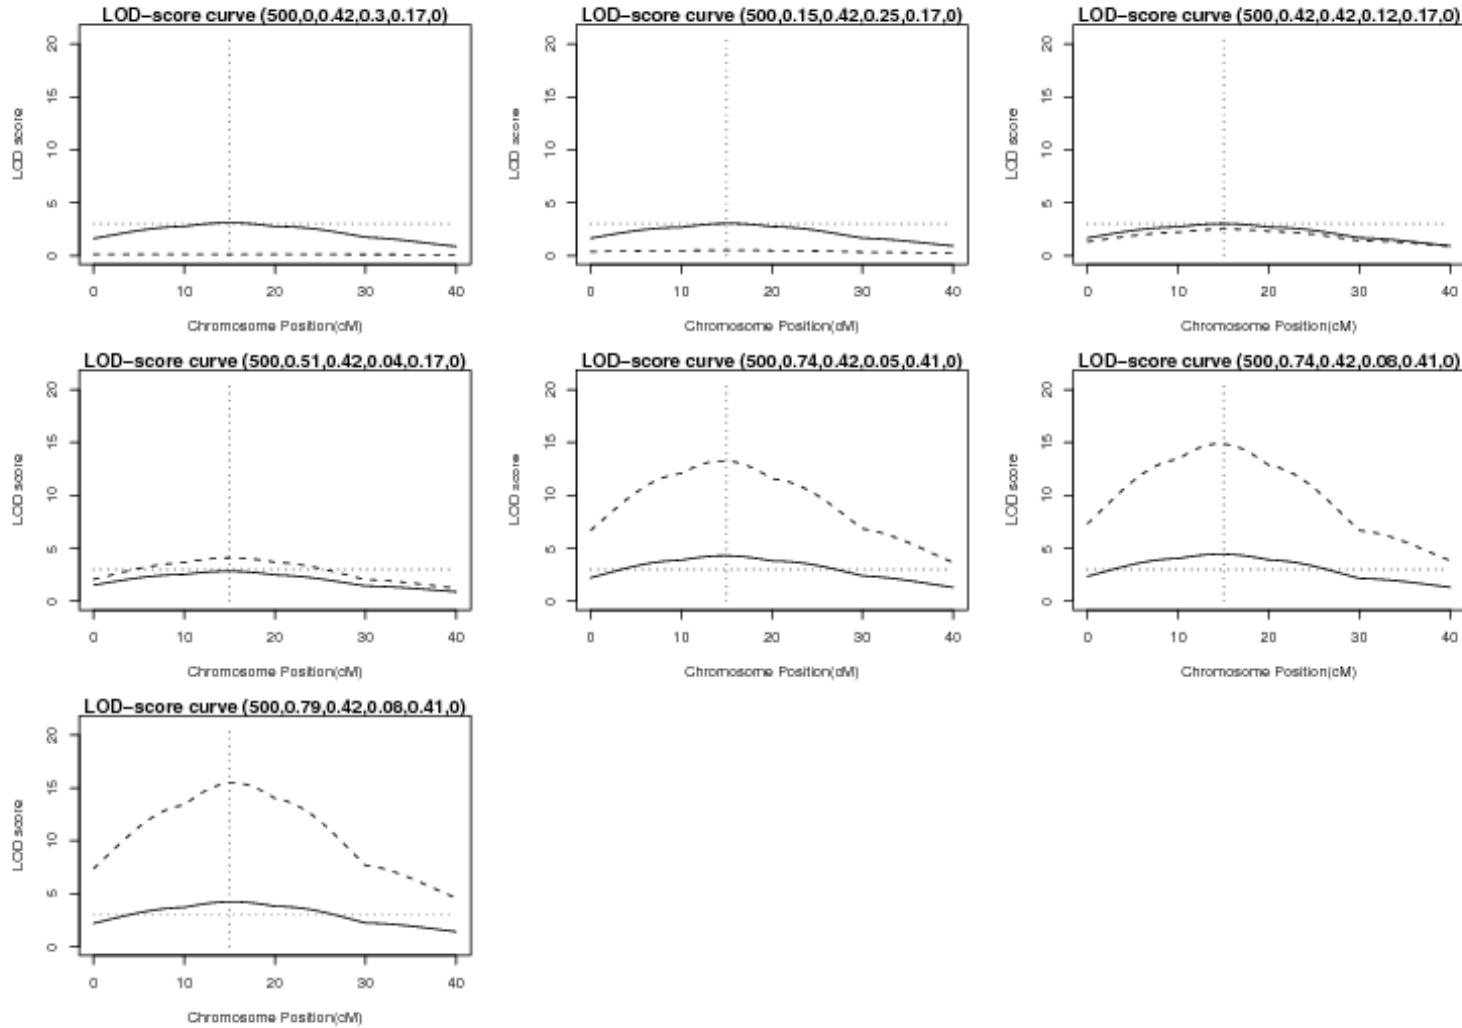 LOD-score curve (500,0,0.42,0.3,0.17,0)
LOD-score curve (500,0.15,0.42,0.25,0.17,0)
LOD-score curve (500,0.42,0.42,0.12,0.17,0)
LOD score
20
15
10
5
0
0 10 20 30 40
Chromosome Position(cM)
LOD score
20
15
10
5
0
0 10 20 30 40
Chromosome Position(cM)
LOD score
20
15
10
5
0
0 10 20 30 40
Chromosome Position(cM)
LOD-score curve (500,0.51,0.42,0.04,0.17,0)
LOD-score curve (500,0.74,0.42,0.05,0.41,0)
LOD-score curve (500,0.74,0.42,0.08,0.41,0)
LOD score
20
15
10
5
0
0 10 20 30 40
Chromosome Position(cM)
LOD score
20
15
10
5
0
0 10 20 30 40
Chromosome Position(cM)
LOD score
20
15
10
5
0
0 10 20 30 40
Chromosome Position(cM)
LOD-score curve (500,0.79,0.42,0.08,0.41,0)
LOD score
20
15
10
5
0
0 10 20 30 40
Chromosome Position(cM)